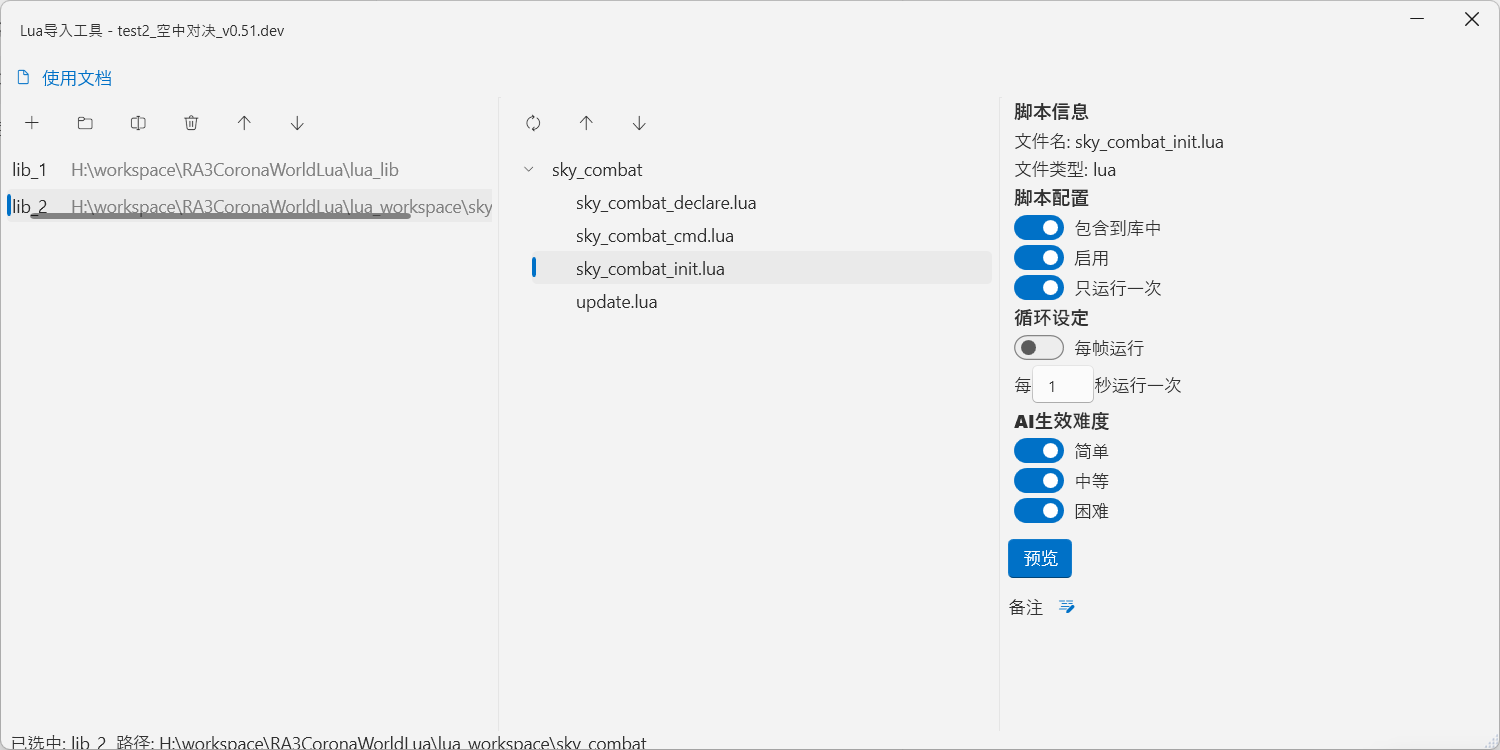 Lua导入工具 - test2_空中对决_v0.51.dev
使用文档
lib_1 H:\workspace\RA3CoronaWorldLua\lua_lib
lib_2 H:\workspace\RA3CoronaWorldLua\lua_workspace\sky
sky_combat
sky_combat_declare.lua
sky_combat_cmd.lua
sky_combat_init.lua
update.lua
脚本信息
文件名: sky_combat_init.lua
文件类型: lua
脚本配置
包含到库中
启用
只运行一次
循环设定
每帧运行
每 1 秒运行一次
AI生效难度
简单
中等
困难
预览
备注
已选中: lib_2 路径: H:\workspace\RA3CoronaWorldLua\lua_workspace\sky_combat